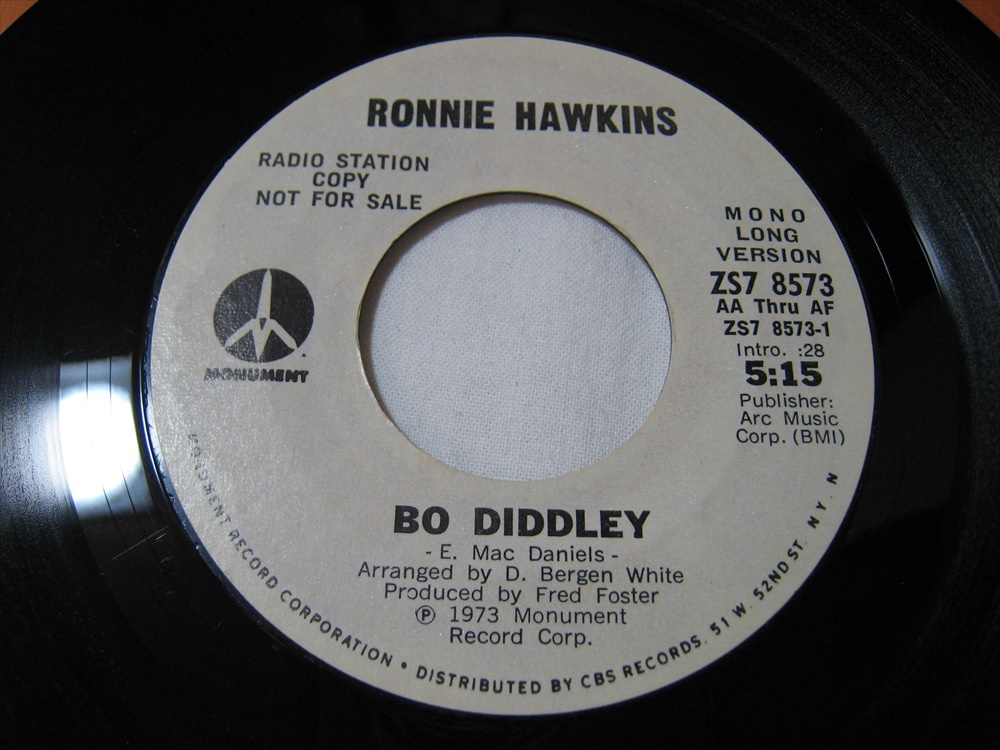 RONNIE HAWKINS
RADIO STATION
COPY
NOT FOR SALE
MONO
LONG
VERSION
ZS7 8573
AA Thru AF
ZS7 8573-1
Intro. :28
5:15
Publisher:
Arc Music
Corp. (BMI)
MONUMENT
BO DIDDLEY
- E. Mac Daniels -
Arranged by D. Bergen White
Produced by Fred Foster
℗ 1973 Monument
Record Corp.
MONUMENT RECORD CORPORATION • DISTRIBUTED BY CBS RECORDS. 51 W. 52ND ST. N.Y. N